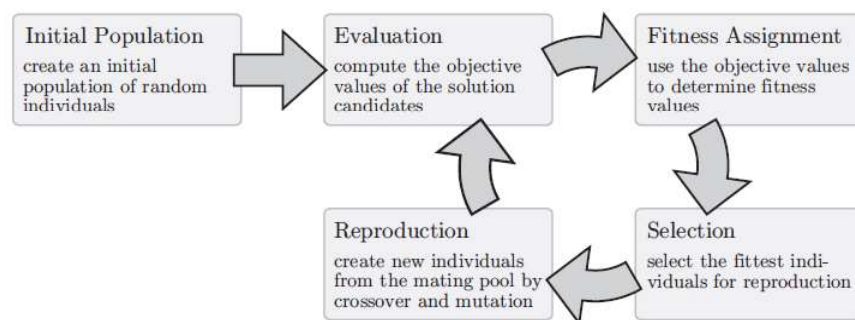 Initial Population
create an initial
population of random
individuals
Evaluation
compute the objective
values of the solution
candidates
Fitness Assignment
use the objective values
to determine fitness
values
Reproduction
create new individuals
from the mating pool by
crossover and mutation
Selection
select the fittest indi-
viduals for reproduction